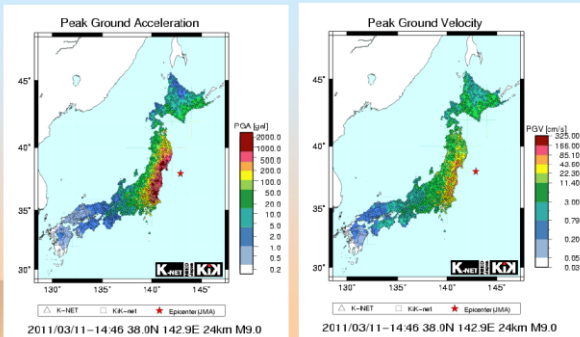 Peak Ground Acceleration
45°
40°
35°
30°
130°
135°
140°
145°
PGA [gal]
2000.0
1000.0
500.0
200.0
100.0
50.0
20.0
10.0
5.0
2.0
1.0
0.5
0.2
K-NET
KiK
K-NET
KiK-net
Epicenter(JMA)
2011/03/11-14:46 38.0N 142.9E 24km M9.0
Peak Ground Velocity
45°
40°
35°
30°
130°
135°
140°
145°
PGV [cm/s]
325.00
166.00
85.10
43.60
22.30
11.40
3.00
0.79
0.20
0.05
0.03
K-NET
KiK
K-NET
KiK-net
Epicenter(JMA)
2011/03/11-14:46 38.0N 142.9E 24km M9.0